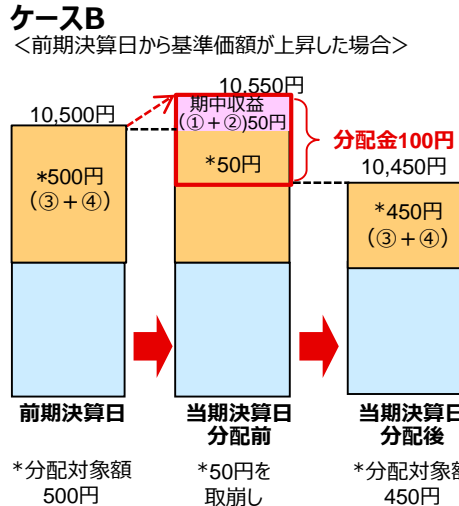 ケースB
＜前期決算日から基準価額が上昇した場合＞
10,550円
10,500円
期中収益
（①＋②）50円
分配金100円
10,450円
*500円
（③＋④）
*50円
*450円
（③＋④）
前期決算日
当期決算日
分配前
当期決算日
分配後
*分配対象額
500円
*50円を
取崩し
*分配対象額
450円